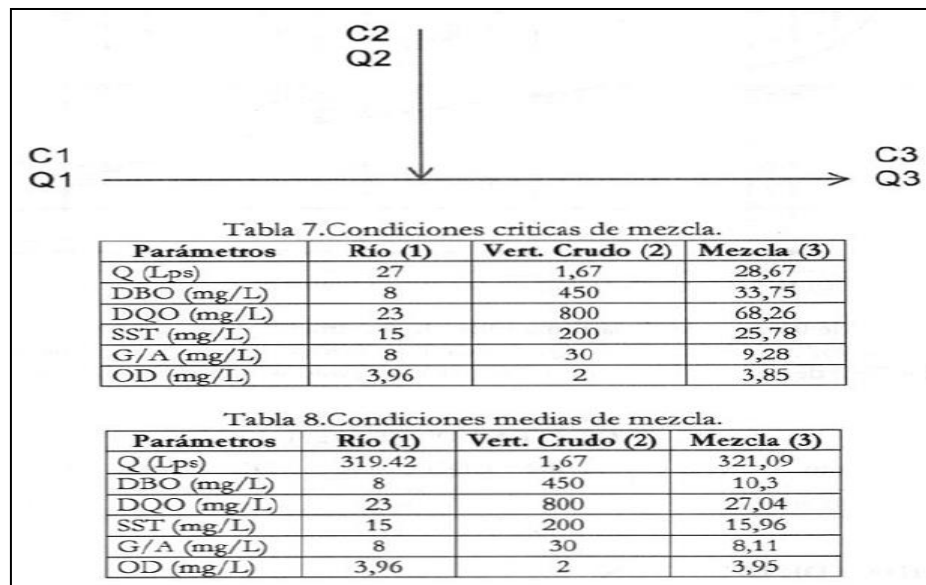 C2
Q2
C1
Q1
C3
Q3
Tabla 7.Condiciones criticas de mezcla.
Parámetros Río (1) Vert. Crudo (2) Mezcla (3)
Q (Lps) 27 1,67 28,67
DBO (mg/L) 8 450 33,75
DQO (mg/L) 23 800 68,26
SST (mg/L) 15 200 25,78
G/A (mg/L) 8 30 9,28
OD (mg/L) 3,96 2 3,85
Tabla 8.Condiciones medias de mezcla.
Parámetros Río (1) Vert. Crudo (2) Mezcla (3)
Q (Lps) 319.42 1,67 321,09
DBO (mg/L) 8 450 10,3
DQO (mg/L) 23 800 27,04
SST (mg/L) 15 200 15,96
G/A (mg/L) 8 30 8,11
OD (mg/L) 3,96 2 3,95